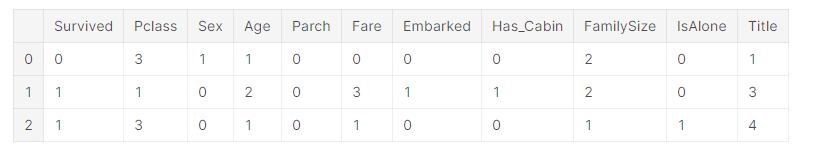 Survived Pclass Sex Age Parch Fare Embarked Has_Cabin FamilySize IsAlone Title
0 0 3 1 1 0 0 0 0 2 0 1
1 1 1 0 2 0 3 1 1 2 0 3
2 1 3 0 1 0 1 0 0 1 1 4